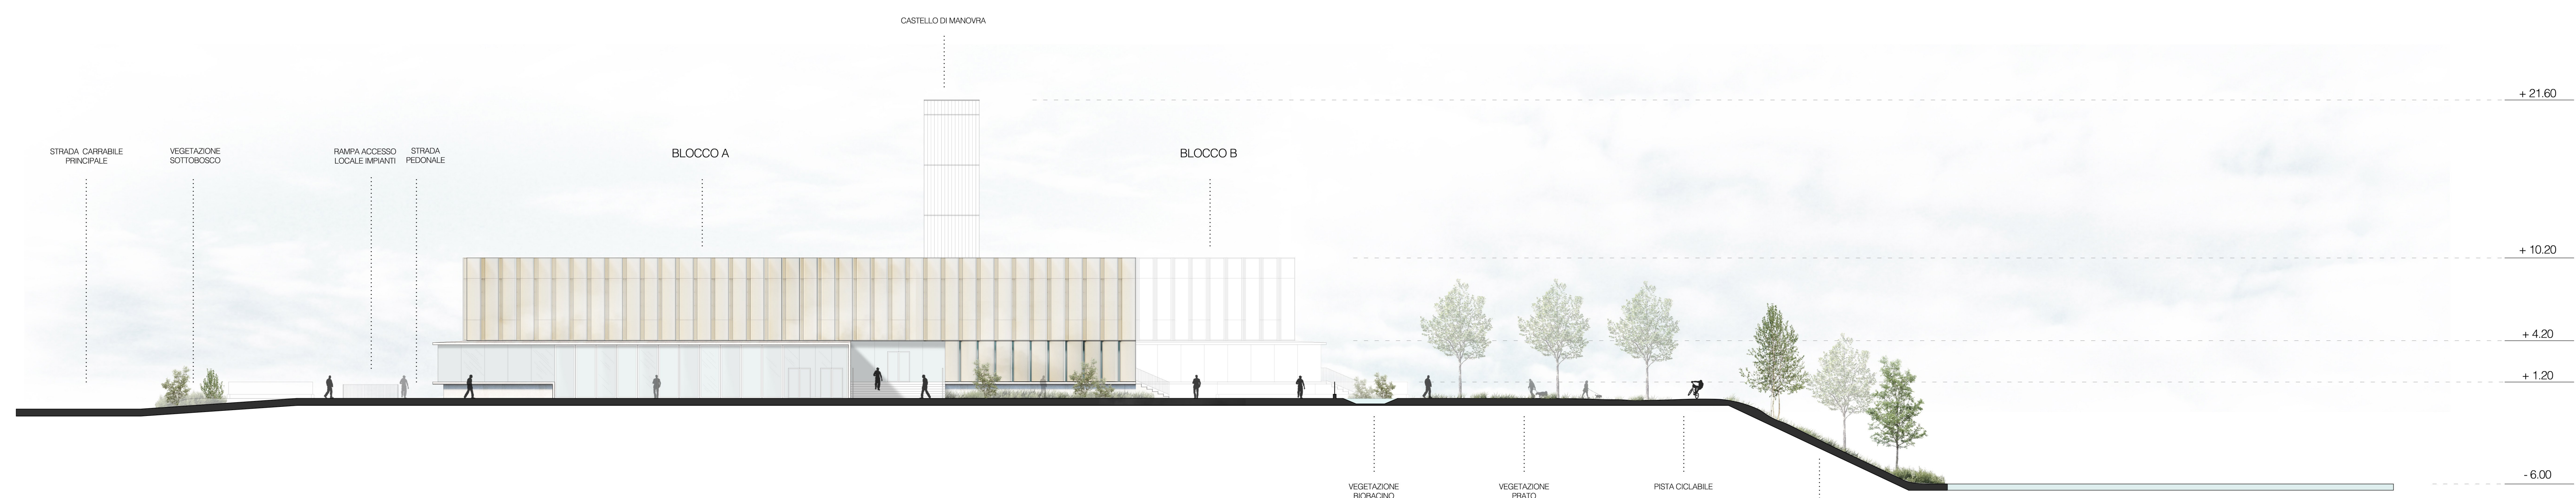 CASTELLO DI MANOVRA
+ 21.60
STRADA CARRABILE
PRINCIPALE
VEGETAZIONE
SOTTOBOSCO
RAMPA ACCESSO
LOCALE IMPIANTI
STRADA
PEDONALE
BLOCCO A
BLOCCO B
+ 10.20
+ 4.20
+ 1.20
- 6.00
VEGETAZIONE
BIOBACINO
VEGETAZIONE
PRATO
PISTA CICLABILE